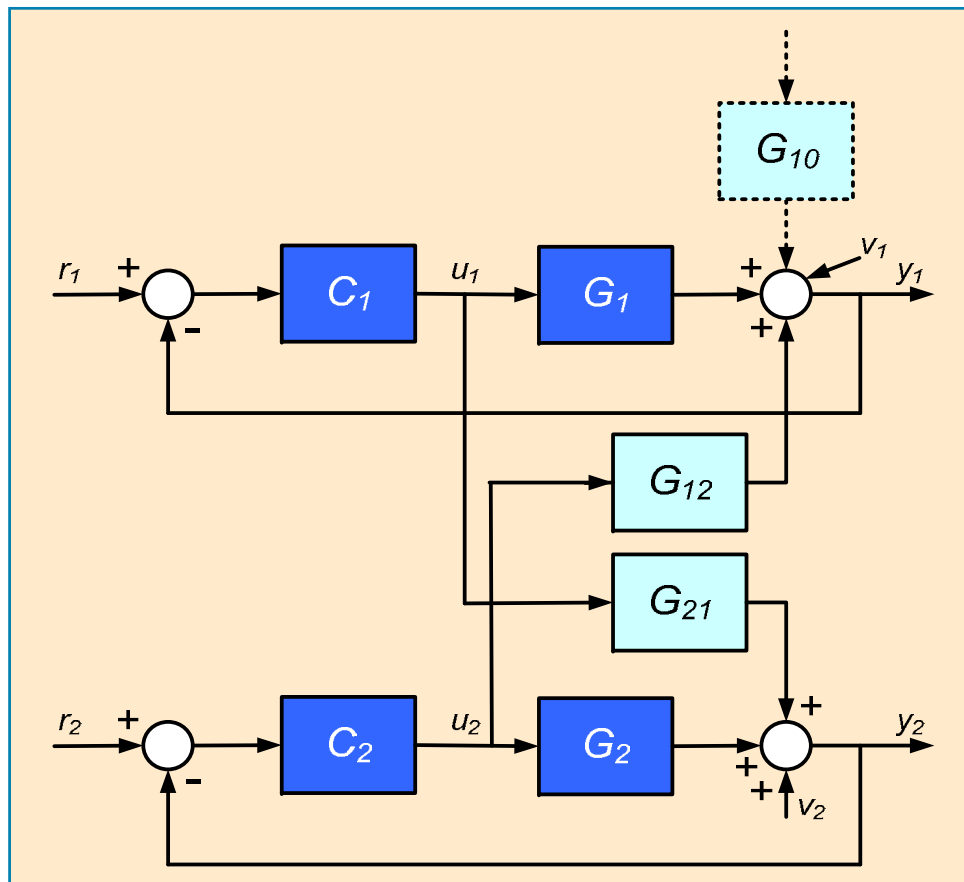 G10
v1
r1 + C1 u1 G1 + y1
- +
G12
G21
r2 + C2 u2 G2 + y2
- + + v2